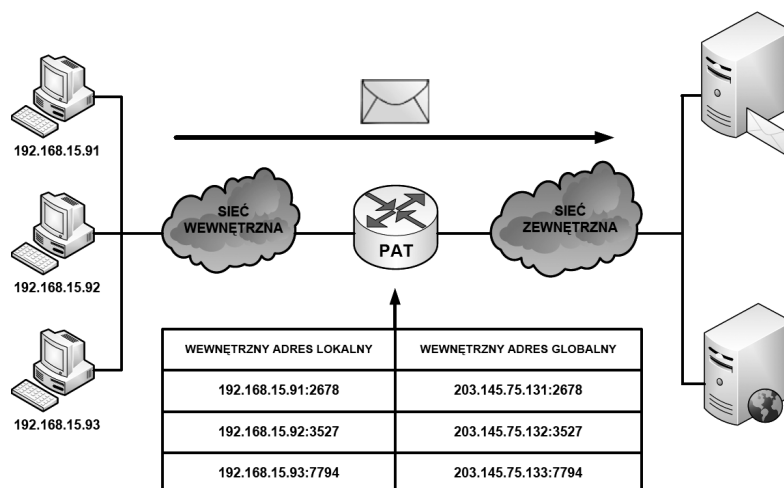 192.168.15.91
SIEĆ
WEWNĘTRZNA
SIEĆ
ZEWNĘTRZNA
PAT
192.168.15.92
192.168.15.93
WEWNĘTRZNY ADRES LOKALNY WEWNĘTRZNY ADRES GLOBALNY
192.168.15.91:2678 203.145.75.131:2678
192.168.15.92:3527 203.145.75.132:3527
192.168.15.93:7794 203.145.75.133:7794